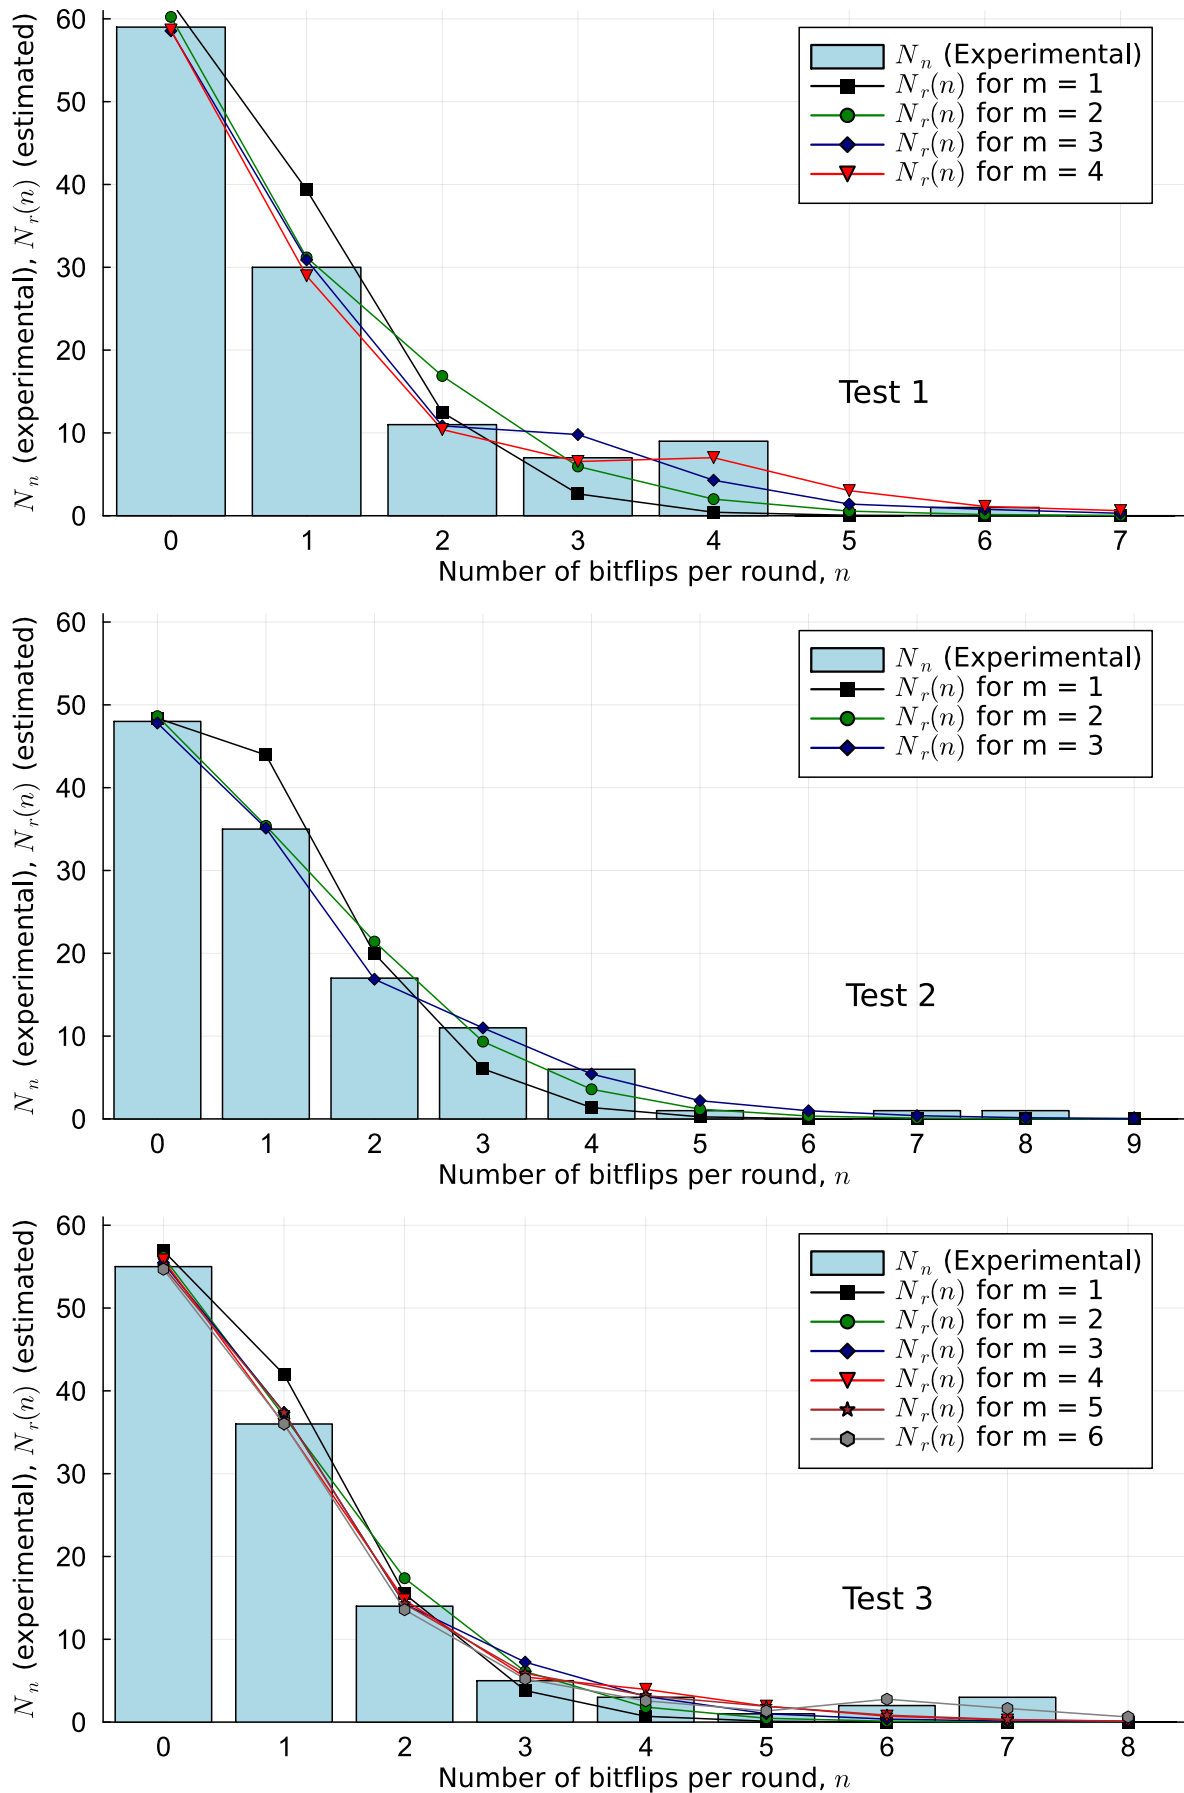 60
50
40
30
20
10
0
N_n (experimental), N_r(n) (estimated)
N_n (Experimental)
N_r(n) for m = 1
N_r(n) for m = 2
N_r(n) for m = 3
N_r(n) for m = 4
Test 1
0 1 2 3 4 5 6 7
Number of bitflips per round, n
60
50
40
30
20
10
0
N_n (experimental), N_r(n) (estimated)
N_n (Experimental)
N_r(n) for m = 1
N_r(n) for m = 2
N_r(n) for m = 3
Test 2
0 1 2 3 4 5 6 7 8 9
Number of bitflips per round, n
60
50
40
30
20
10
0
N_n (experimental), N_r(n) (estimated)
N_n (Experimental)
N_r(n) for m = 1
N_r(n) for m = 2
N_r(n) for m = 3
N_r(n) for m = 4
N_r(n) for m = 5
N_r(n) for m = 6
Test 3
0 1 2 3 4 5 6 7 8
Number of bitflips per round, n